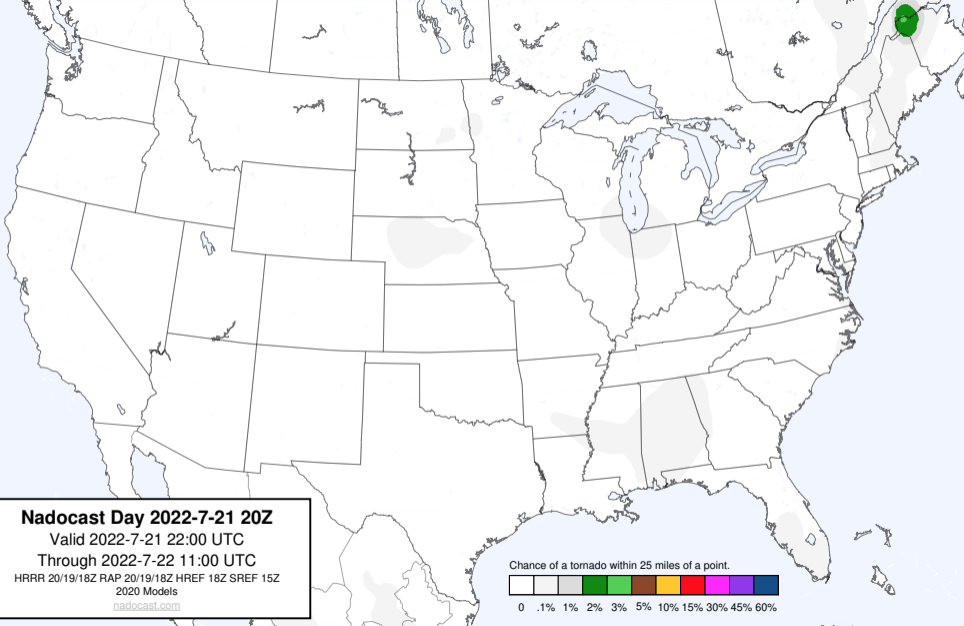 Nadocast Day 2022-7-21 20Z
Valid 2022-7-21 22:00 UTC
Through 2022-7-22 11:00 UTC
HRRR 20/19/18Z RAP 20/19/18Z HREF 18Z SREF 15Z
2020 Models
nadocast.com
Chance of a tornado within 25 miles of a point.
0 .1% 1% 2% 3% 5% 10% 15% 30% 45% 60%